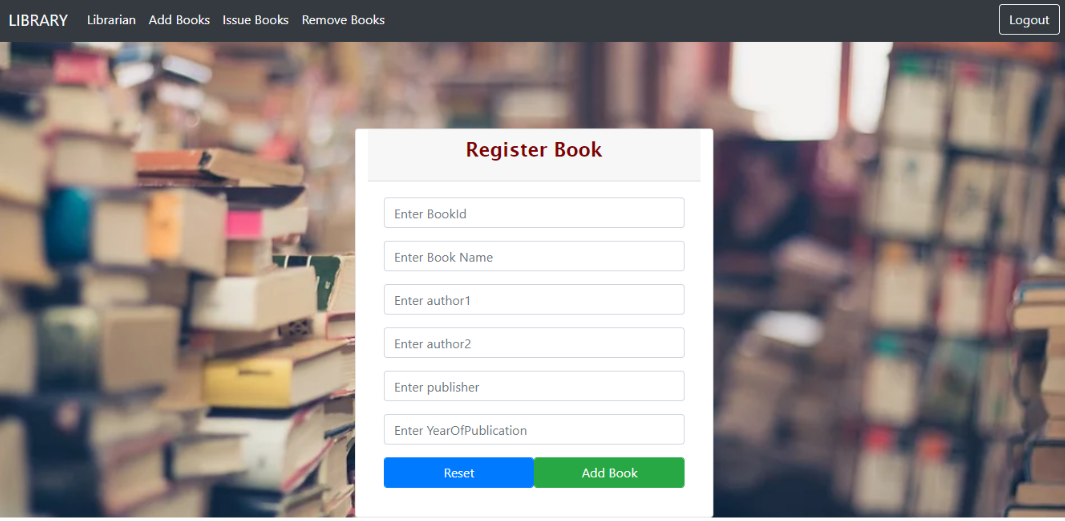 LIBRARY Librarian Add Books Issue Books Remove Books Logout
Register Book
Enter BookId
Enter Book Name
Enter author1
Enter author2
Enter publisher
Enter YearOfPublication
Reset Add Book